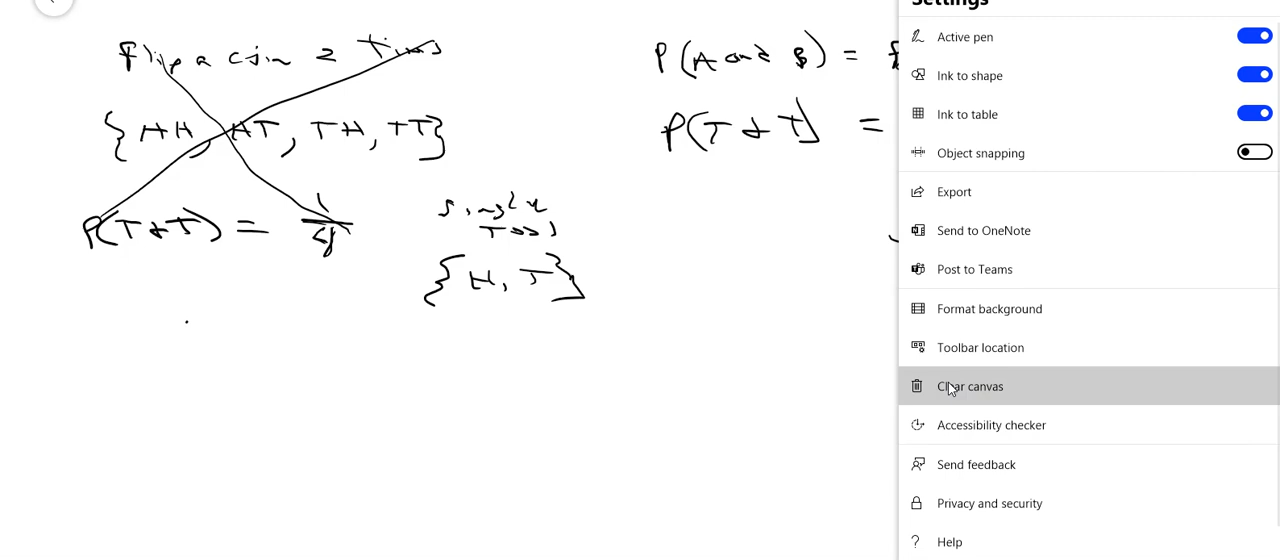 Flip a coin 2 Times
{HH, HT, TH, TT}
P(T & T) = 1/4
single
Toss
{H, T}
P(A and B) =
P(T & T) =
Settings
Active pen
Ink to shape
Ink to table
Object snapping
Export
Send to OneNote
Post to Teams
Format background
Toolbar location
Clear canvas
Accessibility checker
Send feedback
Privacy and security
Help